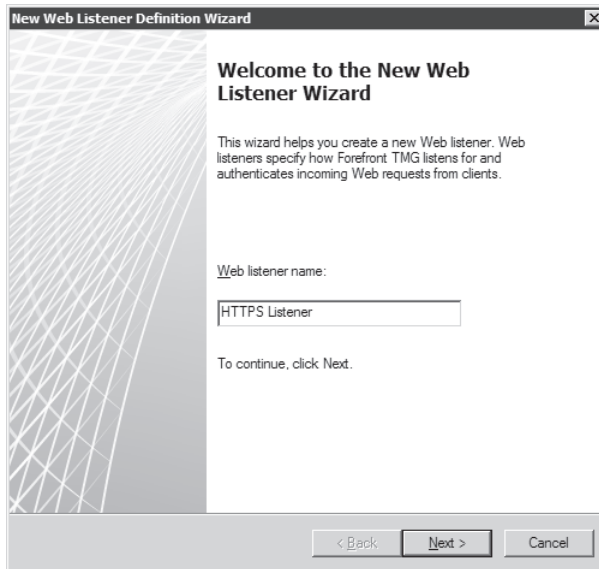 New Web Listener Definition Wizard
Welcome to the New Web
Listener Wizard
This wizard helps you create a new Web listener. Web
listeners specify how Forefront TMG listens for and
authenticates incoming Web requests from clients.
Web listener name:
HTTPS Listener
To continue, click Next.
< Back
Next >
Cancel